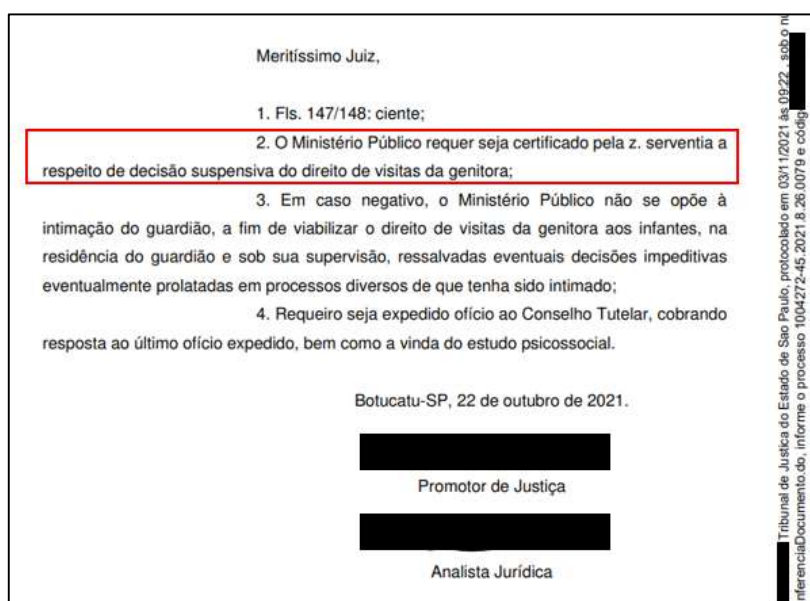 Meritíssimo Juiz,
1. Fls. 147/148: ciente;
2. O Ministério Público requer seja certificado pela z. serventia a
respeito de decisão suspensiva do direito de visitas da genitora;
3. Em caso negativo, o Ministério Público não se opõe à
intimação do guardião, a fim de viabilizar o direito de visitas da genitora aos infantes, na
residência do guardião e sob sua supervisão, ressalvadas eventuais decisões impeditivas
eventualmente prolatadas em processos diversos de que tenha sido intimado;
4. Requeiro seja expedido ofício ao Conselho Tutelar, cobrando
resposta ao último ofício expedido, bem como a vinda do estudo psicossocial.
Botucatu-SP, 22 de outubro de 2021.
Promotor de Justiça
Analista Jurídica
Tribunal de Justiça do Estado de Sao Paulo, protocolado em 03/11/2021 às 09:22 , sob o
nferenciaDocumento.do, informe o processo 1004272-45.2021.8.26.0079 e códig